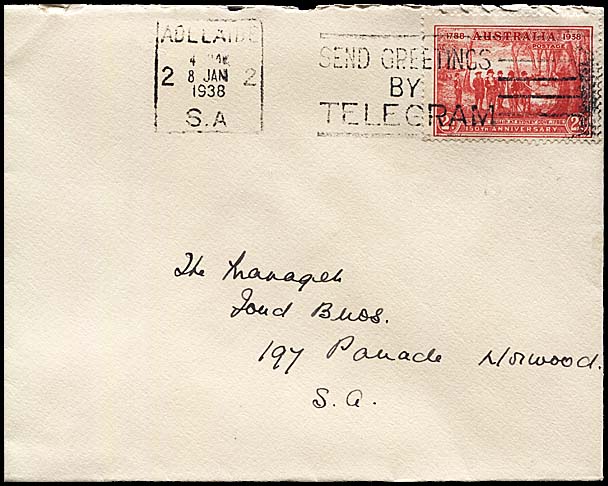 ADELAIDE
2 8 JAN 2
1938
S.A
SEND GREETINGS
BY
TELEGRAM
1788 · AUSTRALIA · 1938
POSTAGE
150TH ANNIVERSARY
The Manager
Ford Bros.
197 Parade Norwood.
S.A.